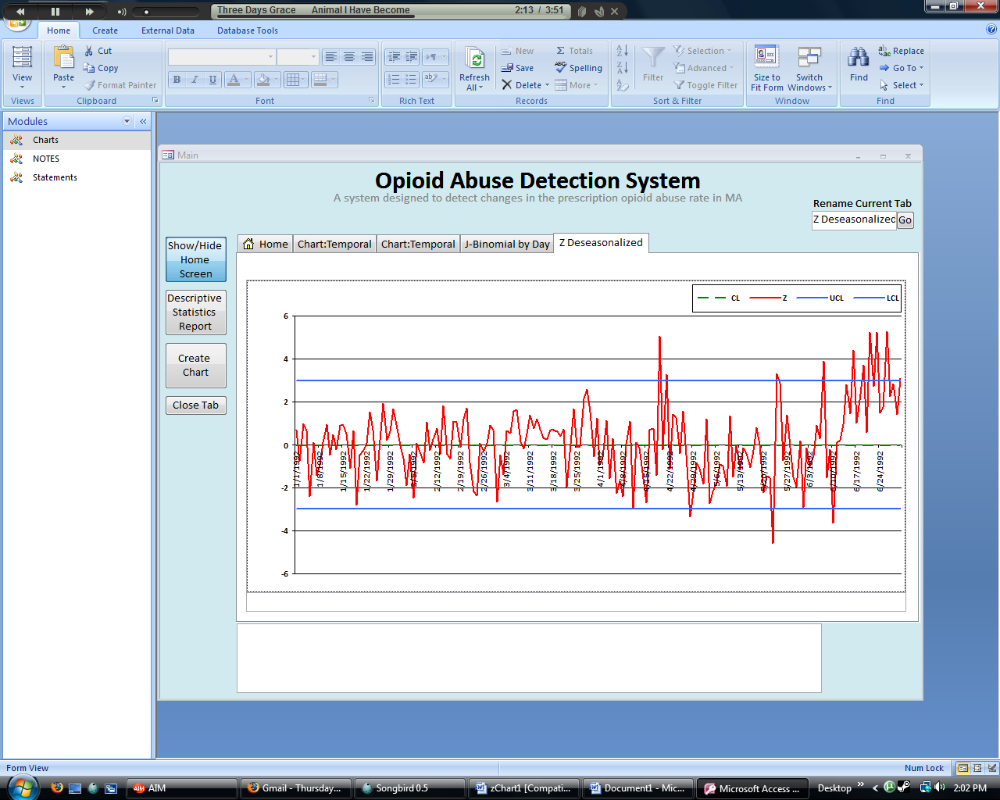 Three Days Grace Animal I Have Become 2:13 / 3:51
Home Create External Data Database Tools
View
Views
Paste
Cut
Copy
Format Painter
Clipboard
B I U A
Font
Rich Text
Refresh All
New
Save
Delete
Totals
Spelling
More
Records
Filter
Selection
Advanced
Toggle Filter
Sort & Filter
Size to Fit Form
Switch Windows
Window
Find
Replace
Go To
Select
Find
Modules
Charts
NOTES
Statements
Main
Opioid Abuse Detection System
A system designed to detect changes in the prescription opioid abuse rate in MA
Rename Current Tab
Z Deseasonalized Go
Show/Hide
Home
Screen
Descriptive
Statistics
Report
Create
Chart
Close Tab
Home Chart:Temporal Chart:Temporal J-Binomial by Day Z Deseasonalized
CL Z UCL LCL
6
4
2
0
-2
-4
-6
1/1/1992
1/8/1992
1/15/1992
1/22/1992
1/29/1992
2/5/1992
2/12/1992
2/19/1992
2/26/1992
3/4/1992
3/11/1992
3/18/1992
3/25/1992
4/1/1992
4/8/1992
4/15/1992
4/22/1992
4/29/1992
5/6/1992
5/13/1992
5/20/1992
5/27/1992
6/3/1992
6/10/1992
6/17/1992
6/24/1992
Form View Num Lock
AIM Gmail - Thursday... Songbird 0.5 zChart1 [Compati... Document1 - Mic... Microsoft Access ... Desktop 2:02 PM